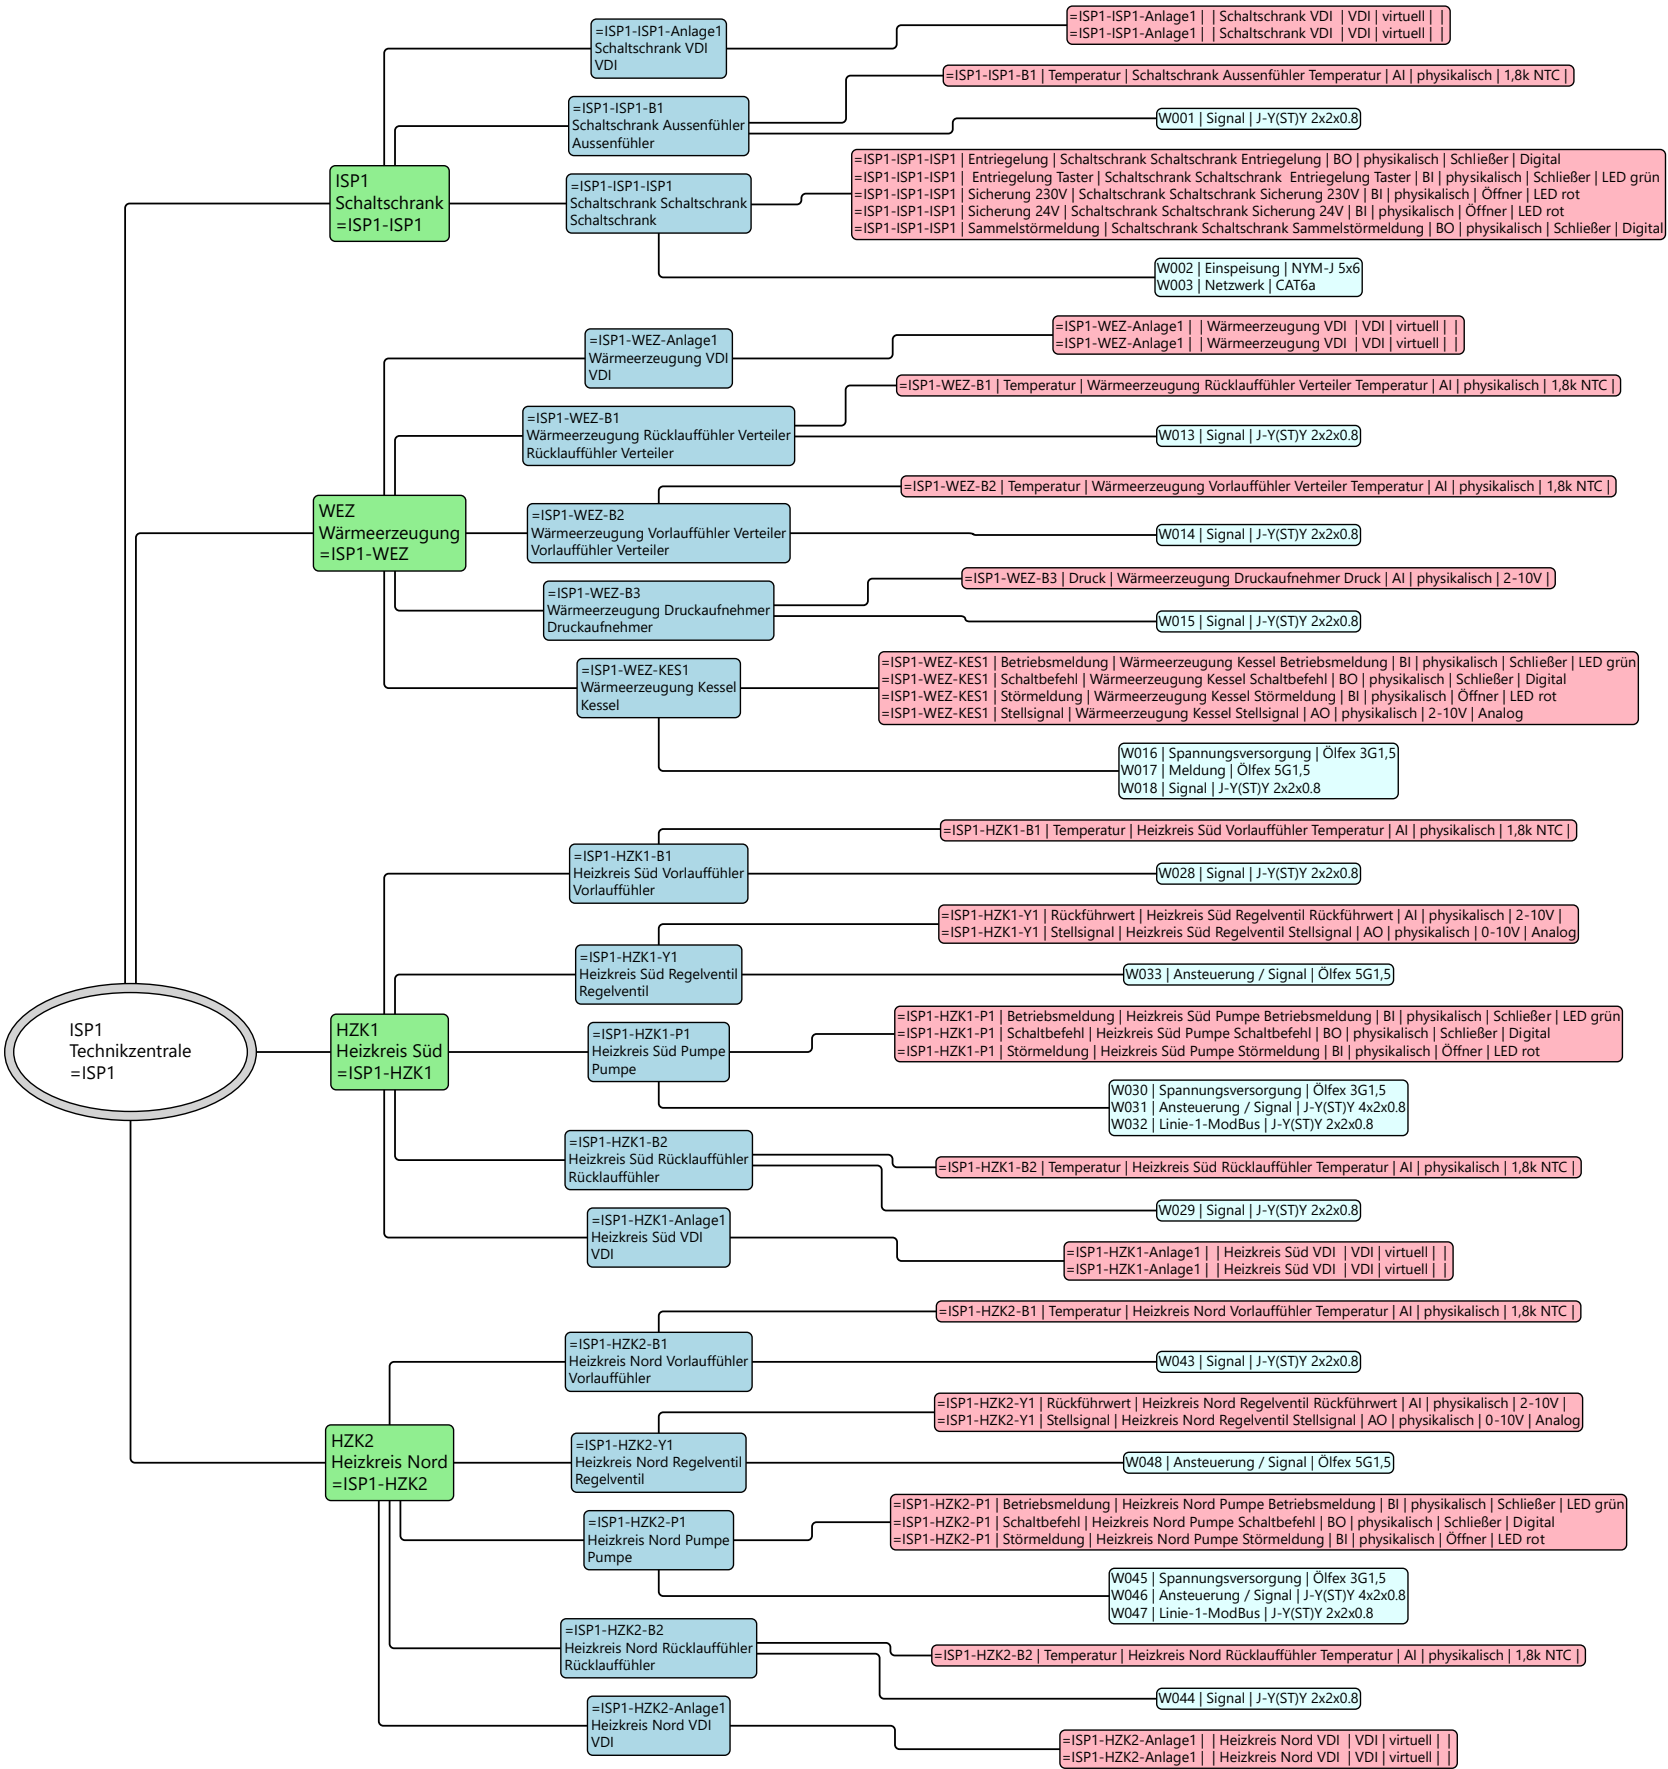 =ISP1-ISP1-Anlage1
Schaltschrank VDI
VDI
=ISP1-ISP1-Anlage1 |  | Schaltschrank VDI  | VDI | virtuell |  |
=ISP1-ISP1-Anlage1 |  | Schaltschrank VDI  | VDI | virtuell |  |
=ISP1-ISP1-B1
Schaltschrank Aussenfühler
Aussenfühler
=ISP1-ISP1-B1 | Temperatur | Schaltschrank Aussenfühler Temperatur | AI | physikalisch | 1,8k NTC |
W001 | Signal | J-Y(ST)Y 2x2x0.8
ISP1
Schaltschrank
=ISP1-ISP1
=ISP1-ISP1-ISP1
Schaltschrank Schaltschrank
Schaltschrank
=ISP1-ISP1-ISP1 | Entriegelung | Schaltschrank Schaltschrank Entriegelung | BO | physikalisch | Schließer | Digital
=ISP1-ISP1-ISP1 |  Entriegelung Taster | Schaltschrank Schaltschrank  Entriegelung Taster | BI | physikalisch | Schließer | LED grün
=ISP1-ISP1-ISP1 | Sicherung 230V | Schaltschrank Schaltschrank Sicherung 230V | BI | physikalisch | Öffner | LED rot
=ISP1-ISP1-ISP1 | Sicherung 24V | Schaltschrank Schaltschrank Sicherung 24V | BI | physikalisch | Öffner | LED rot
=ISP1-ISP1-ISP1 | Sammelstörmeldung | Schaltschrank Schaltschrank Sammelstörmeldung | BO | physikalisch | Schließer | Digital
W002 | Einspeisung | NYM-J 5x6
W003 | Netzwerk | CAT6a
=ISP1-WEZ-Anlage1
Wärmeerzeugung VDI
VDI
=ISP1-WEZ-Anlage1 |  | Wärmeerzeugung VDI  | VDI | virtuell |  |
=ISP1-WEZ-Anlage1 |  | Wärmeerzeugung VDI  | VDI | virtuell |  |
=ISP1-WEZ-B1
Wärmeerzeugung Rücklauffühler Verteiler
Rücklauffühler Verteiler
=ISP1-WEZ-B1 | Temperatur | Wärmeerzeugung Rücklauffühler Verteiler Temperatur | AI | physikalisch | 1,8k NTC |
W013 | Signal | J-Y(ST)Y 2x2x0.8
WEZ
Wärmeerzeugung
=ISP1-WEZ
=ISP1-WEZ-B2
Wärmeerzeugung Vorlauffühler Verteiler
Vorlauffühler Verteiler
=ISP1-WEZ-B2 | Temperatur | Wärmeerzeugung Vorlauffühler Verteiler Temperatur | AI | physikalisch | 1,8k NTC |
W014 | Signal | J-Y(ST)Y 2x2x0.8
=ISP1-WEZ-B3
Wärmeerzeugung Druckaufnehmer
Druckaufnehmer
=ISP1-WEZ-B3 | Druck | Wärmeerzeugung Druckaufnehmer Druck | AI | physikalisch | 2-10V |
W015 | Signal | J-Y(ST)Y 2x2x0.8
=ISP1-WEZ-KES1
Wärmeerzeugung Kessel
Kessel
=ISP1-WEZ-KES1 | Betriebsmeldung | Wärmeerzeugung Kessel Betriebsmeldung | BI | physikalisch | Schließer | LED grün
=ISP1-WEZ-KES1 | Schaltbefehl | Wärmeerzeugung Kessel Schaltbefehl | BO | physikalisch | Schließer | Digital
=ISP1-WEZ-KES1 | Störmeldung | Wärmeerzeugung Kessel Störmeldung | BI | physikalisch | Öffner | LED rot
=ISP1-WEZ-KES1 | Stellsignal | Wärmeerzeugung Kessel Stellsignal | AO | physikalisch | 2-10V | Analog
W016 | Spannungsversorgung | Ölfex 3G1,5
W017 | Meldung | Ölfex 5G1,5
W018 | Signal | J-Y(ST)Y 2x2x0.8
=ISP1-HZK1-B1
Heizkreis Süd Vorlauffühler
Vorlauffühler
=ISP1-HZK1-B1 | Temperatur | Heizkreis Süd Vorlauffühler Temperatur | AI | physikalisch | 1,8k NTC |
W028 | Signal | J-Y(ST)Y 2x2x0.8
=ISP1-HZK1-Y1
Heizkreis Süd Regelventil
Regelventil
=ISP1-HZK1-Y1 | Rückführwert | Heizkreis Süd Regelventil Rückführwert | AI | physikalisch | 2-10V |
=ISP1-HZK1-Y1 | Stellsignal | Heizkreis Süd Regelventil Stellsignal | AO | physikalisch | 0-10V | Analog
W033 | Ansteuerung / Signal | Ölfex 5G1,5
ISP1
Technikzentrale
=ISP1
HZK1
Heizkreis Süd
=ISP1-HZK1
=ISP1-HZK1-P1
Heizkreis Süd Pumpe
Pumpe
=ISP1-HZK1-P1 | Betriebsmeldung | Heizkreis Süd Pumpe Betriebsmeldung | BI | physikalisch | Schließer | LED grün
=ISP1-HZK1-P1 | Schaltbefehl | Heizkreis Süd Pumpe Schaltbefehl | BO | physikalisch | Schließer | Digital
=ISP1-HZK1-P1 | Störmeldung | Heizkreis Süd Pumpe Störmeldung | BI | physikalisch | Öffner | LED rot
W030 | Spannungsversorgung | Ölfex 3G1,5
W031 | Ansteuerung / Signal | J-Y(ST)Y 4x2x0.8
W032 | Linie-1-ModBus | J-Y(ST)Y 2x2x0.8
=ISP1-HZK1-B2
Heizkreis Süd Rücklauffühler
Rücklauffühler
=ISP1-HZK1-B2 | Temperatur | Heizkreis Süd Rücklauffühler Temperatur | AI | physikalisch | 1,8k NTC |
W029 | Signal | J-Y(ST)Y 2x2x0.8
=ISP1-HZK1-Anlage1
Heizkreis Süd VDI
VDI
=ISP1-HZK1-Anlage1 |  | Heizkreis Süd VDI  | VDI | virtuell |  |
=ISP1-HZK1-Anlage1 |  | Heizkreis Süd VDI  | VDI | virtuell |  |
=ISP1-HZK2-B1
Heizkreis Nord Vorlauffühler
Vorlauffühler
=ISP1-HZK2-B1 | Temperatur | Heizkreis Nord Vorlauffühler Temperatur | AI | physikalisch | 1,8k NTC |
W043 | Signal | J-Y(ST)Y 2x2x0.8
HZK2
Heizkreis Nord
=ISP1-HZK2
=ISP1-HZK2-Y1
Heizkreis Nord Regelventil
Regelventil
=ISP1-HZK2-Y1 | Rückführwert | Heizkreis Nord Regelventil Rückführwert | AI | physikalisch | 2-10V |
=ISP1-HZK2-Y1 | Stellsignal | Heizkreis Nord Regelventil Stellsignal | AO | physikalisch | 0-10V | Analog
W048 | Ansteuerung / Signal | Ölfex 5G1,5
=ISP1-HZK2-P1
Heizkreis Nord Pumpe
Pumpe
=ISP1-HZK2-P1 | Betriebsmeldung | Heizkreis Nord Pumpe Betriebsmeldung | BI | physikalisch | Schließer | LED grün
=ISP1-HZK2-P1 | Schaltbefehl | Heizkreis Nord Pumpe Schaltbefehl | BO | physikalisch | Schließer | Digital
=ISP1-HZK2-P1 | Störmeldung | Heizkreis Nord Pumpe Störmeldung | BI | physikalisch | Öffner | LED rot
W045 | Spannungsversorgung | Ölfex 3G1,5
W046 | Ansteuerung / Signal | J-Y(ST)Y 4x2x0.8
W047 | Linie-1-ModBus | J-Y(ST)Y 2x2x0.8
=ISP1-HZK2-B2
Heizkreis Nord Rücklauffühler
Rücklauffühler
=ISP1-HZK2-B2 | Temperatur | Heizkreis Nord Rücklauffühler Temperatur | AI | physikalisch | 1,8k NTC |
W044 | Signal | J-Y(ST)Y 2x2x0.8
=ISP1-HZK2-Anlage1
Heizkreis Nord VDI
VDI
=ISP1-HZK2-Anlage1 |  | Heizkreis Nord VDI  | VDI | virtuell |  |
=ISP1-HZK2-Anlage1 |  | Heizkreis Nord VDI  | VDI | virtuell |  |